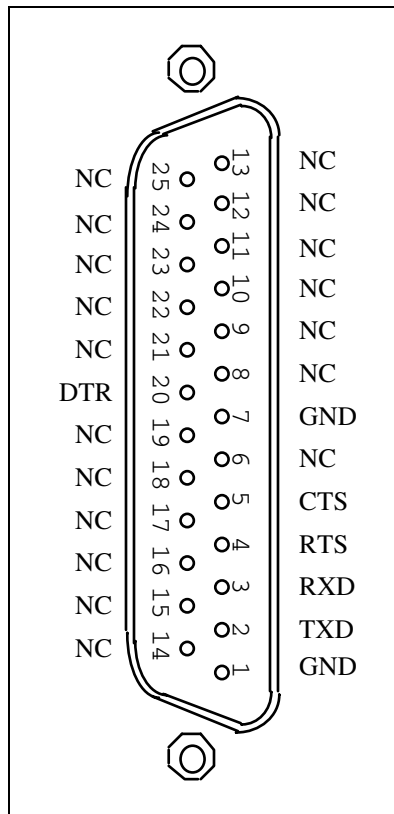 NC 25 13 NC
NC 24 12 NC
NC 23 11 NC
NC 22 10 NC
NC 21 9 NC
DTR 20 8 NC
NC 19 7 GND
NC 18 6 NC
NC 17 5 CTS
NC 16 4 RTS
NC 15 3 RXD
NC 14 2 TXD
1 GND